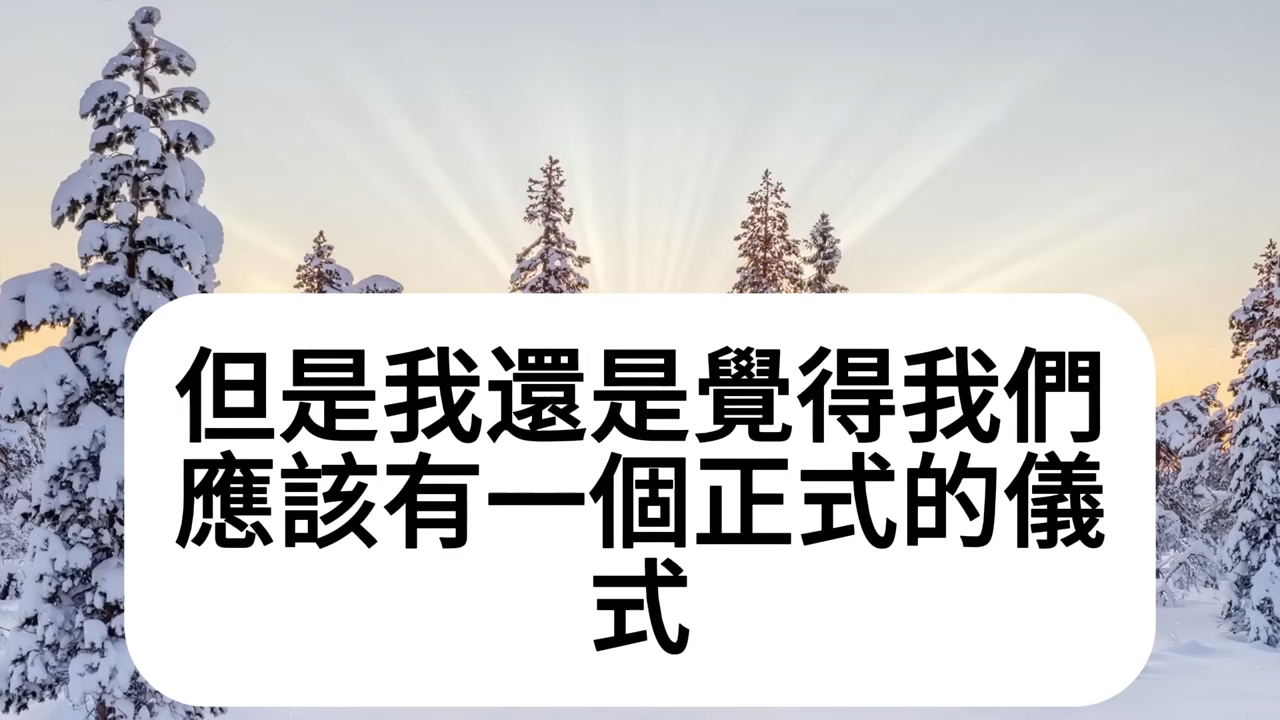 但是我還是覺得我們
應該有一個正式的儀
式